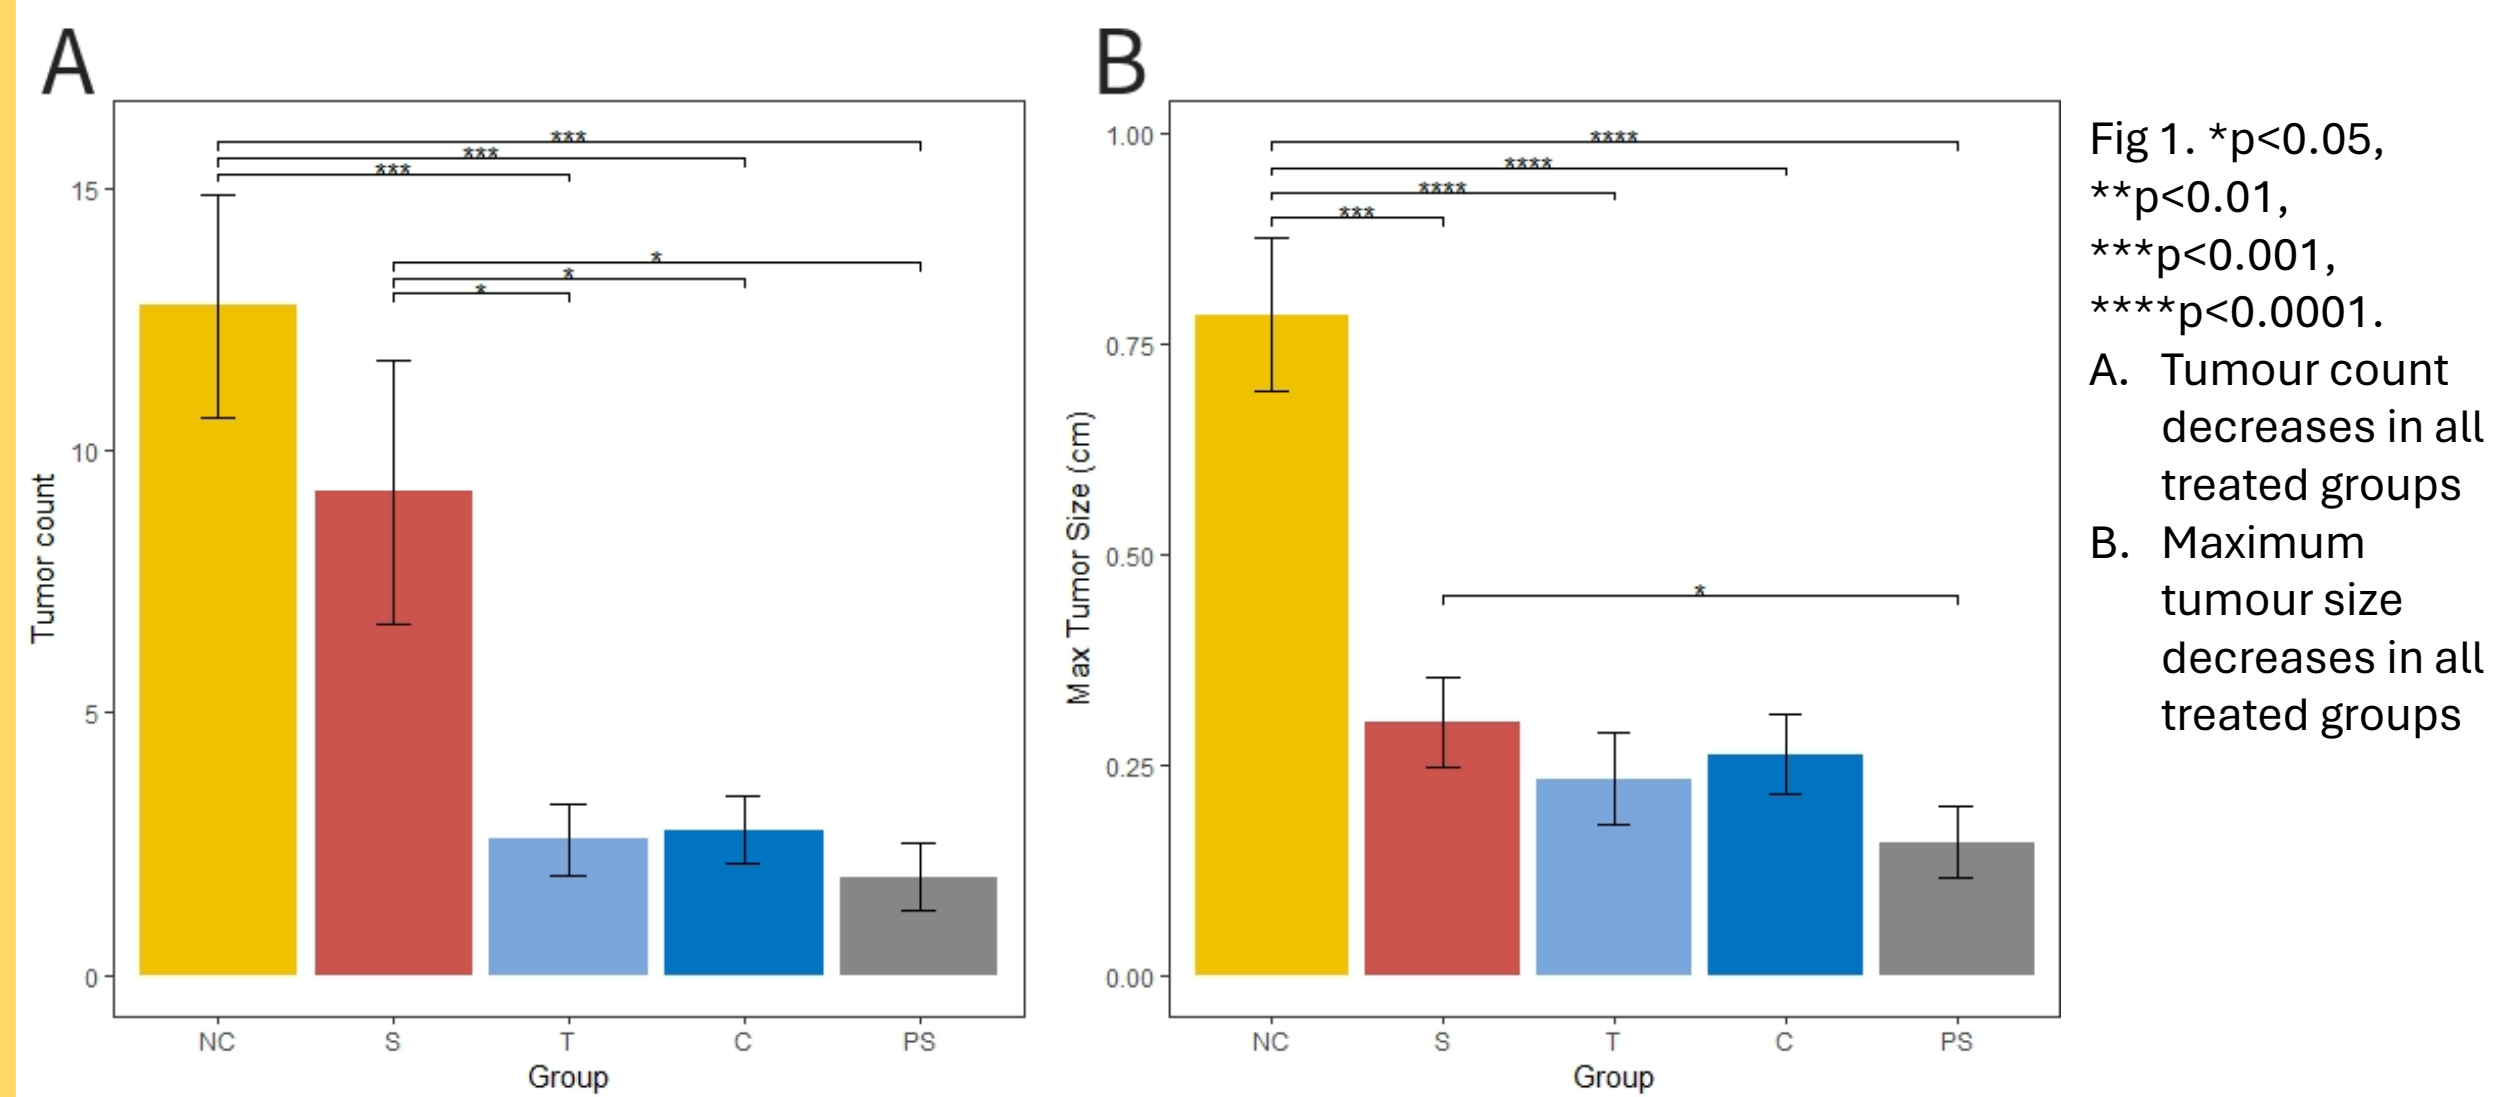 A
***
***
***
15
*
*
*
10
5
0
Tumor count
NC S T C PS
Group
B
1.00
****
****
****
***
0.75
0.50
*
0.25
0.00
Max Tumor Size (cm)
NC S T C PS
Group
Fig 1. *p<0.05,
**p<0.01,
***p<0.001,
****p<0.0001.
A. Tumour count
decreases in all
treated groups
B. Maximum
tumour size
decreases in all
treated groups